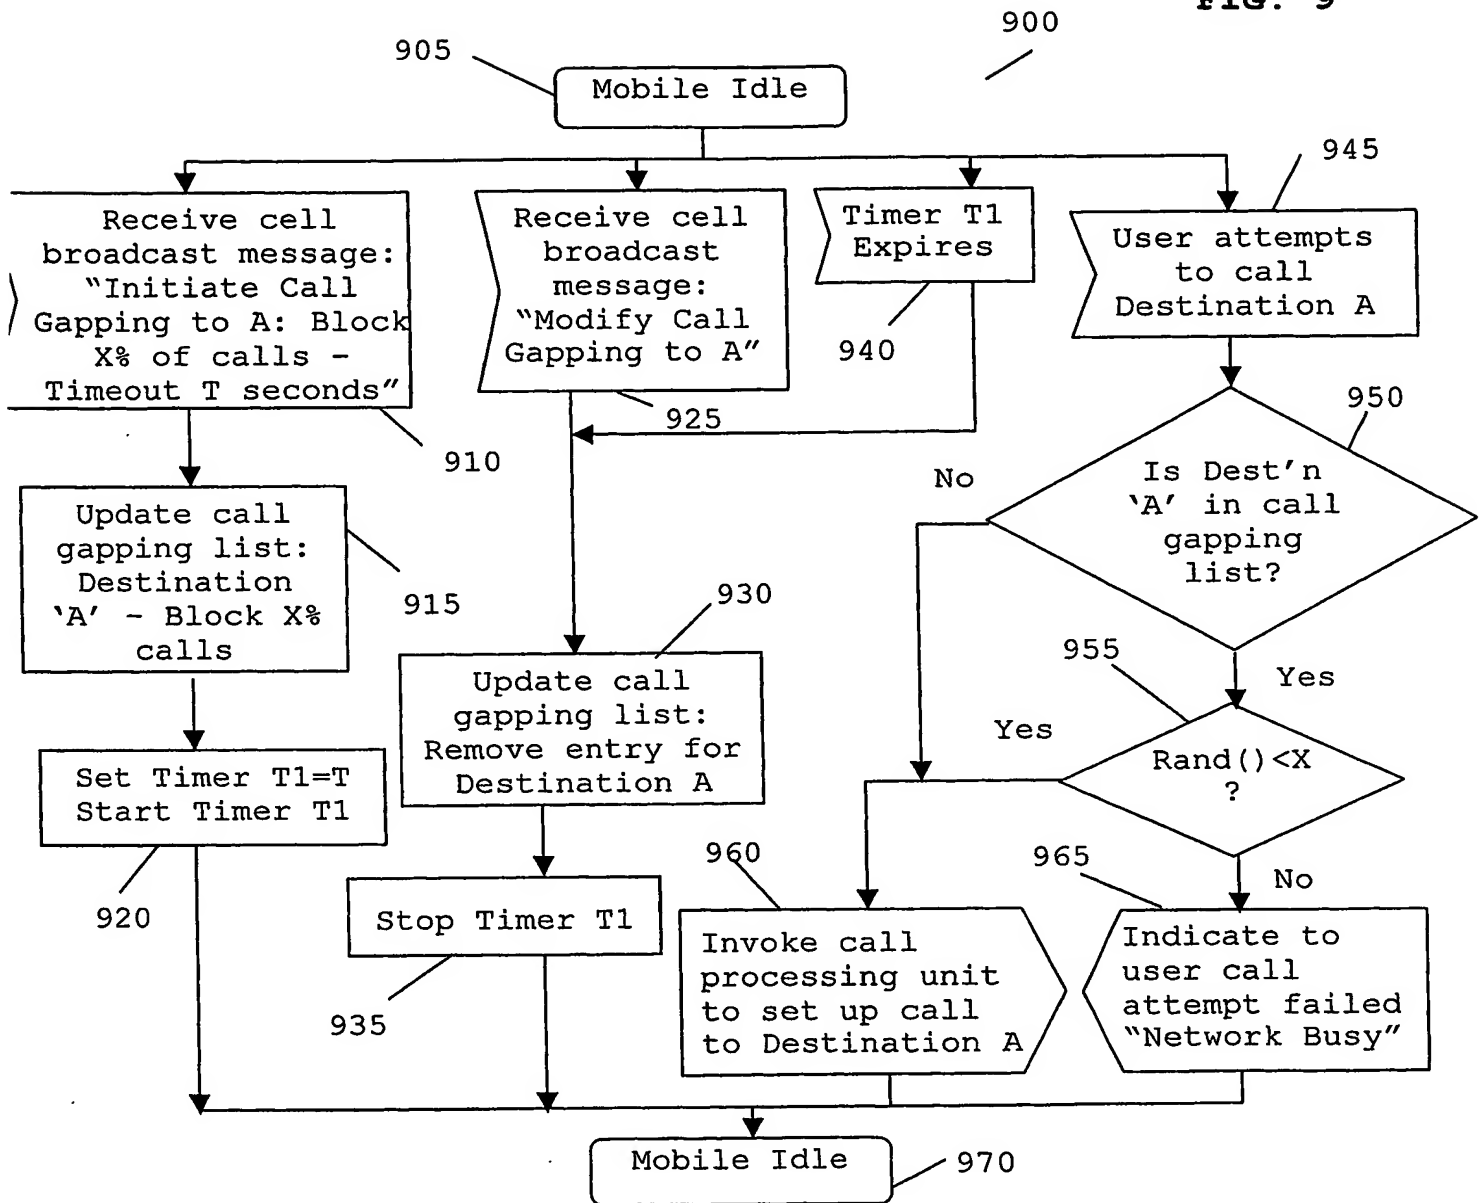 FIG. 9
900
905
Mobile Idle
945
Receive cell
broadcast message:
"Initiate Call
Gapping to A: Block
X% of calls –
Timeout T seconds"
910
Receive cell
broadcast
message:
"Modify Call
Gapping to A"
925
Timer T1
Expires
940
User attempts
to call
Destination A
950
Is Dest'n
‘A’ in call
gapping
list?
No
Yes
Update call
gapping list:
Destination
‘A’ – Block X%
calls
915
930
Update call
gapping list:
Remove entry for
Destination A
955
Rand()<X
?
Yes
No
Set Timer T1=T
Start Timer T1
920
Stop Timer T1
935
960
Invoke call
processing unit
to set up call
to Destination A
965
Indicate to
user call
attempt failed
"Network Busy"
Mobile Idle
970